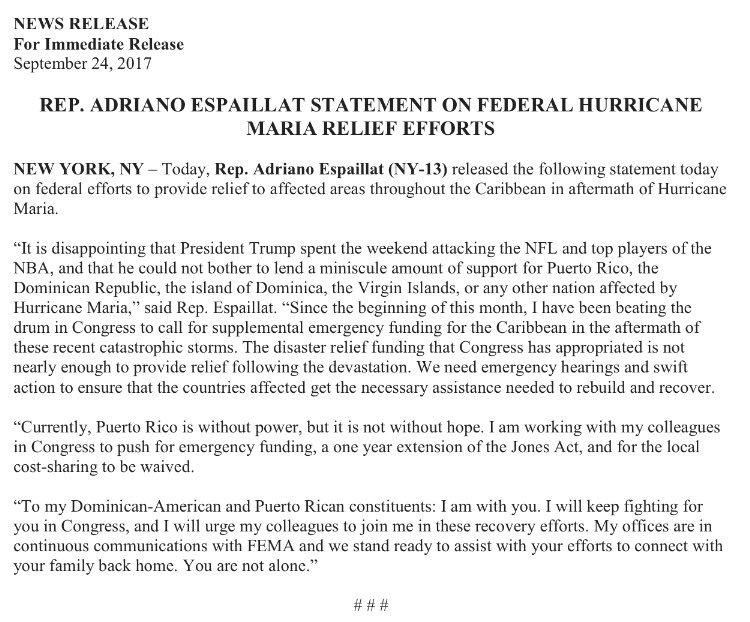 NEWS RELEASE
For Immediate Release
September 24, 2017
REP. ADRIANO ESPAILLAT STATEMENT ON FEDERAL HURRICANE
MARIA RELIEF EFFORTS
NEW YORK, NY – Today, Rep. Adriano Espaillat (NY-13) released the following statement today
on federal efforts to provide relief to affected areas throughout the Caribbean in aftermath of Hurricane
Maria.
“It is disappointing that President Trump spent the weekend attacking the NFL and top players of the
NBA, and that he could not bother to lend a miniscule amount of support for Puerto Rico, the
Dominican Republic, the island of Dominica, the Virgin Islands, or any other nation affected by
Hurricane Maria,” said Rep. Espaillat. “Since the beginning of this month, I have been beating the
drum in Congress to call for supplemental emergency funding for the Caribbean in the aftermath of
these recent catastrophic storms. The disaster relief funding that Congress has appropriated is not
nearly enough to provide relief following the devastation. We need emergency hearings and swift
action to ensure that the countries affected get the necessary assistance needed to rebuild and recover.
“Currently, Puerto Rico is without power, but it is not without hope. I am working with my colleagues
in Congress to push for emergency funding, a one year extension of the Jones Act, and for the local
cost-sharing to be waived.
“To my Dominican-American and Puerto Rican constituents: I am with you. I will keep fighting for
you in Congress, and I will urge my colleagues to join me in these recovery efforts. My offices are in
continuous communications with FEMA and we stand ready to assist with your efforts to connect with
your family back home. You are not alone.”
# # #